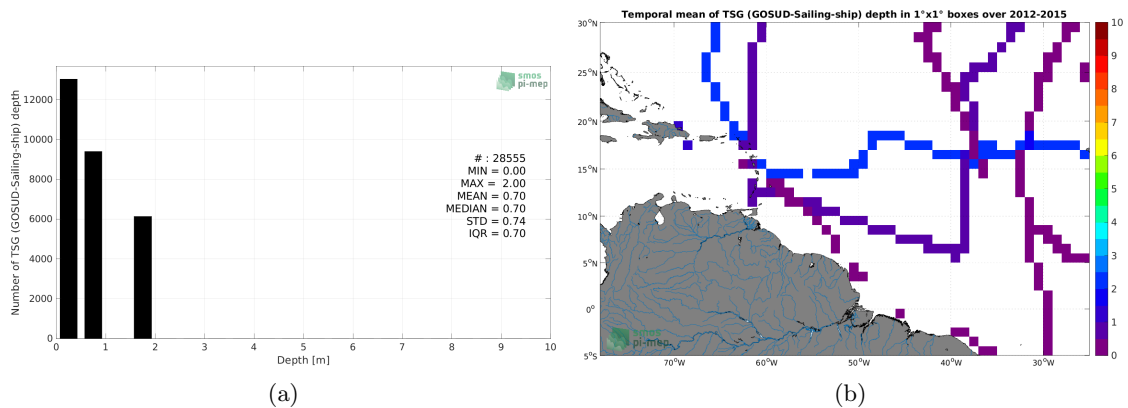 Number of TSG (GOSUD-Sailing-ship) depth
12000
10000
8000
6000
4000
2000
0
smos
pi-mep
# : 28555
MIN = 0.00
MAX = 2.00
MEAN = 0.70
MEDIAN = 0.70
STD = 0.74
IQR = 0.70
0 1 2 3 4 5 6 7 8 9 10
Depth [m]
(a)
Temporal mean of TSG (GOSUD-Sailing-ship) depth in 1°x1° boxes over 2012-2015
30°N
25°N
20°N
15°N
10°N
5°N
0°
5°S
smos
pi-mep
70°W 60°W 50°W 40°W 30°W
10
9
8
7
6
5
4
3
2
1
0
(b)